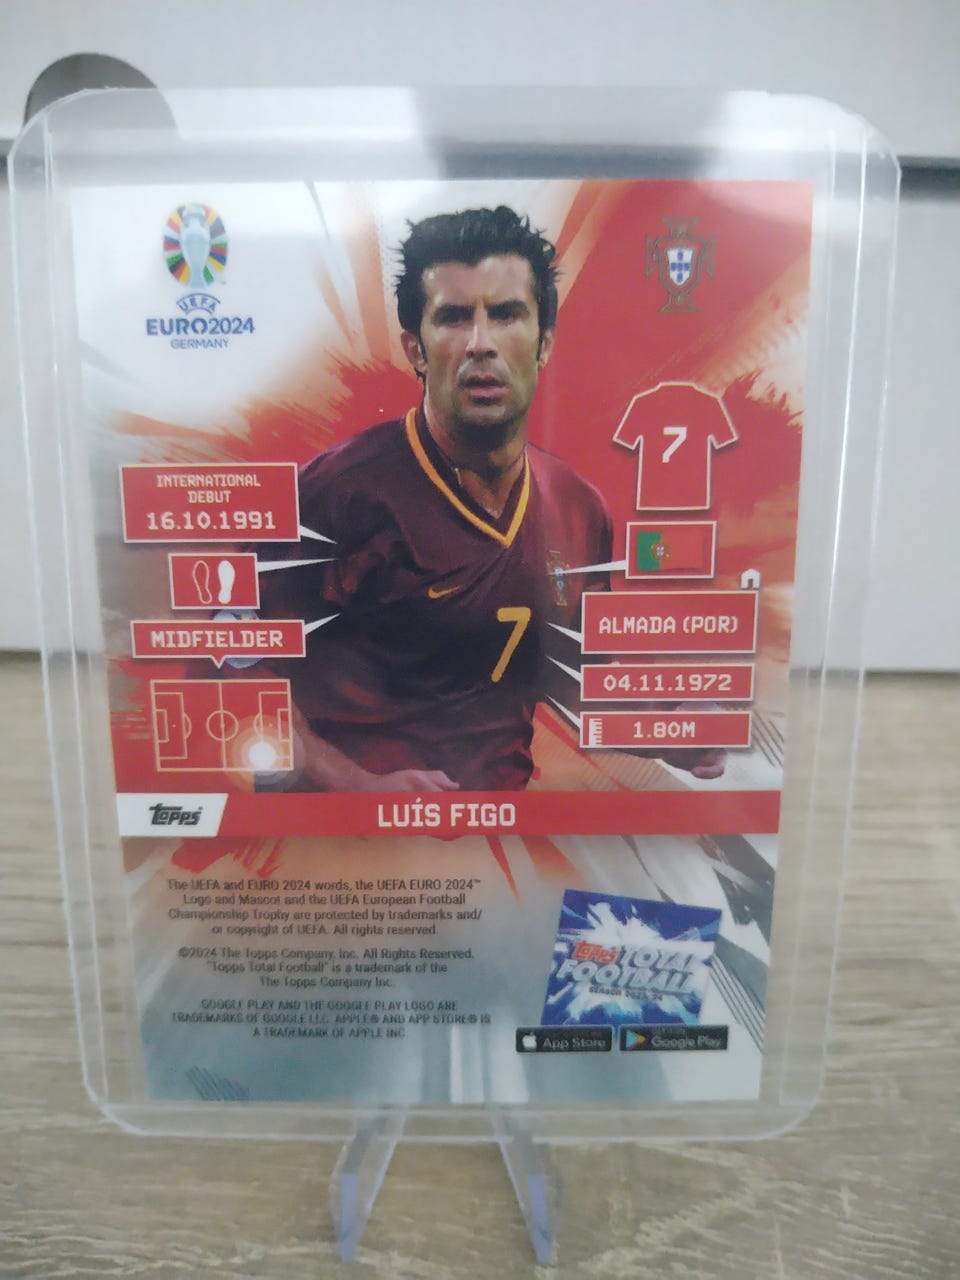 UEFA
EURO2024
GERMANY
7
INTERNATIONAL
DEBUT
16.10.1991
MIDFIELDER
7
ALMADA (POR)
04.11.1972
1.80M
Topps
LUÍS FIGO
The UEFA and EURO 2024 words, the UEFA EURO 2024™
Logo and Mascot and the UEFA European Football
Championship Trophy are protected by trademarks and/
or copyright of UEFA. All rights reserved.
©2024 The Topps Company, Inc. All Rights Reserved.
"Topps Total Football" is a trademark of the
The Topps Company Inc.
GOOGLE PLAY AND THE GOOGLE PLAY LOGO ARE
TRADEMARKS OF GOOGLE LLC. APPLE® AND APP STORE® IS
A TRADEMARK OF APPLE INC.
Topps TOTAL
FOOTBALL
SEASON 2023/24
App Store
Google Play